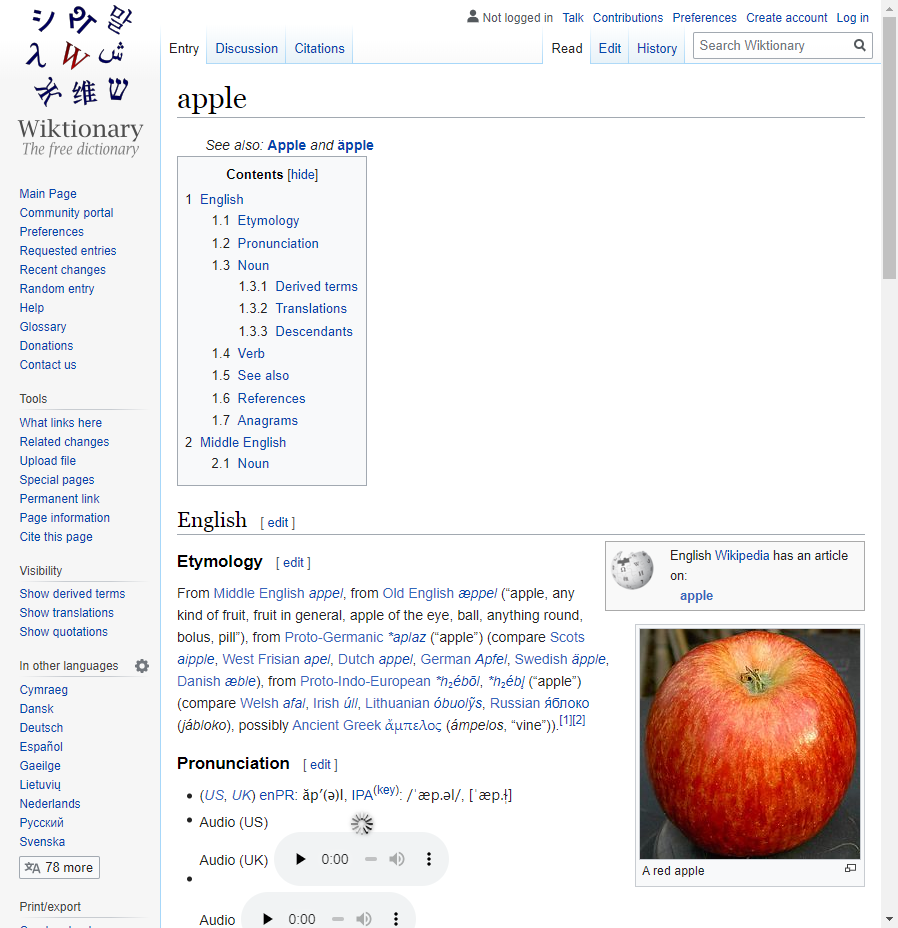 Not logged in Talk Contributions Preferences Create account Log in
Entry Discussion Citations Read Edit History Search Wiktionary
Wiktionary
The free dictionary
Main Page
Community portal
Preferences
Requested entries
Recent changes
Random entry
Help
Glossary
Donations
Contact us
Tools
What links here
Related changes
Upload file
Special pages
Permanent link
Page information
Cite this page
Visibility
Show derived terms
Show translations
Show quotations
In other languages
Cymraeg
Dansk
Deutsch
Español
Gaeilge
Lietuvių
Nederlands
Русский
Svenska
78 more
Print/export
apple
See also: Apple and äpple
Contents [hide]
1 English
1.1 Etymology
1.2 Pronunciation
1.3 Noun
1.3.1 Derived terms
1.3.2 Translations
1.3.3 Descendants
1.4 Verb
1.5 See also
1.6 References
1.7 Anagrams
2 Middle English
2.1 Noun
English [ edit ]
Etymology [ edit ]
From Middle English appel, from Old English æppel (“apple, any
kind of fruit, fruit in general, apple of the eye, ball, anything round,
bolus, pill”), from Proto-Germanic *aplaz (“apple”) (compare Scots
aipple, West Frisian apel, Dutch appel, German Apfel, Swedish äpple,
Danish æble), from Proto-Indo-European *h₂ébōl, *h₂ébl̥ (“apple”)
(compare Welsh afal, Irish úll, Lithuanian óbuolỹs, Russian я́блоко
(jábloko), possibly Ancient Greek ἄμπελος (ámpelos, “vine”)).[1][2]
English Wikipedia has an article
on:
apple
A red apple
Pronunciation [ edit ]
(US, UK) enPR: ăp′(ə)l, IPA(key): /ˈæp.əl/, [ˈæp.ɫ̩]
Audio (US)
Audio (UK) 0:00
Audio 0:00